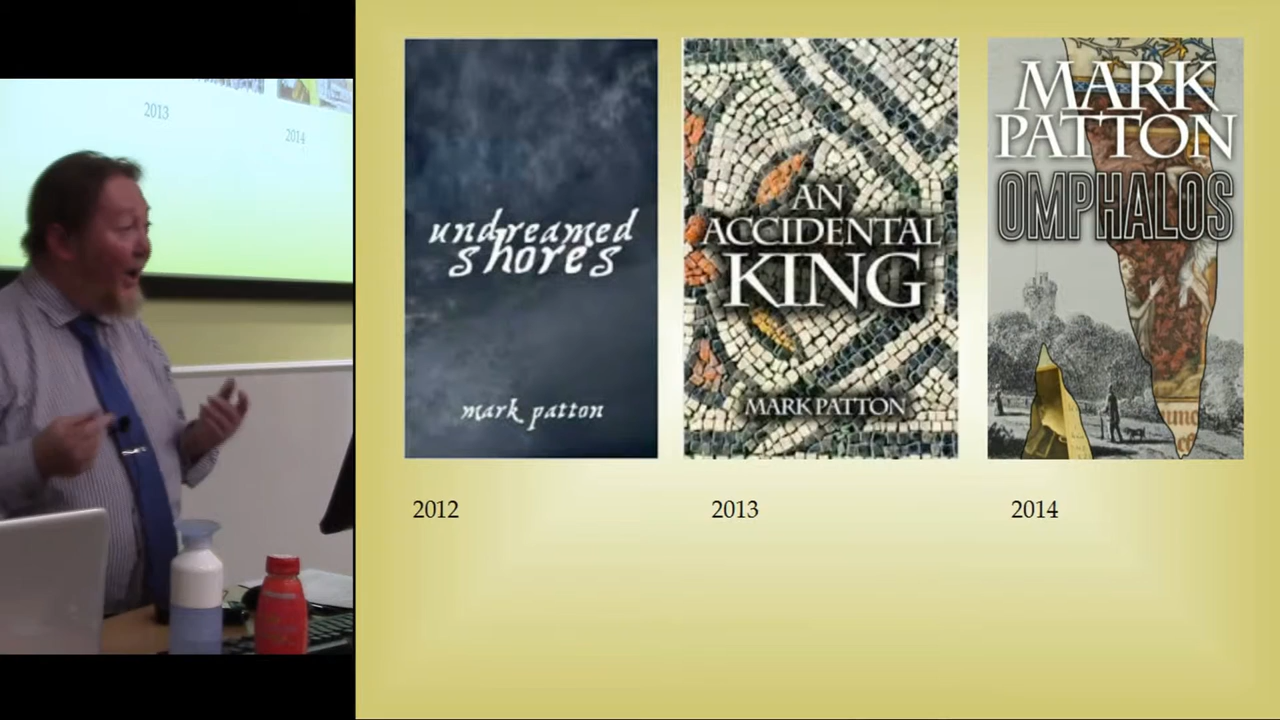 2013
2014
undreamed
shores
mark patton
AN
ACCIDENTAL
KING
MARK PATTON
MARK
PATTON
OMPHALOS
2012
2013
2014